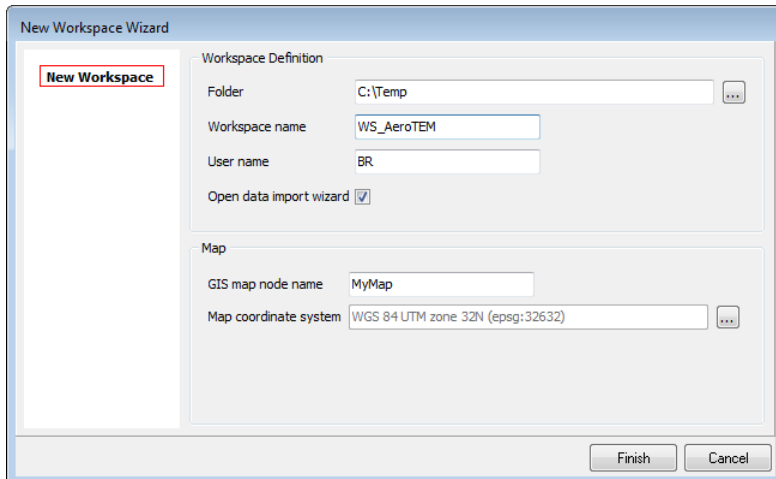 New Workspace Wizard
New Workspace
Workspace Definition
Folder C:\Temp ...
Workspace name WS_AeroTEM
User name BR
Open data import wizard
Map
GIS map node name MyMap
Map coordinate system WGS 84 UTM zone 32N (epsg:32632) ...
Finish Cancel